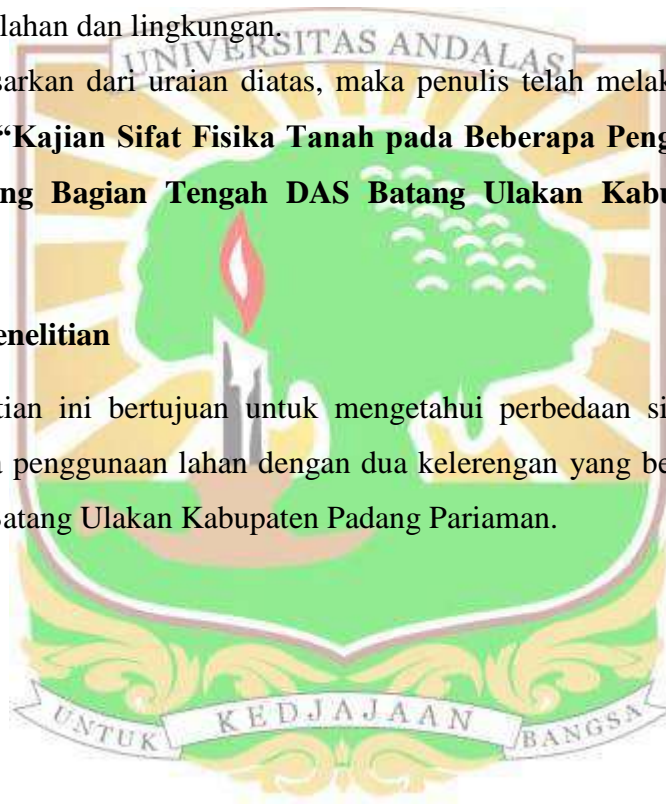 lahan dan lingkungan.
UNIVERSITAS ANDALAS
sarkan dari uraian diatas, maka penulis telah melak
“Kajian Sifat Fisika Tanah pada Beberapa Peng
ng Bagian Tengah DAS Batang Ulakan Kabu
enelitian
tian ini bertujuan untuk mengetahui perbedaan si
penggunaan lahan dengan dua kelerengan yang be
Batang Ulakan Kabupaten Padang Pariaman.
UNTUK KEDJAJAAN BANGSA